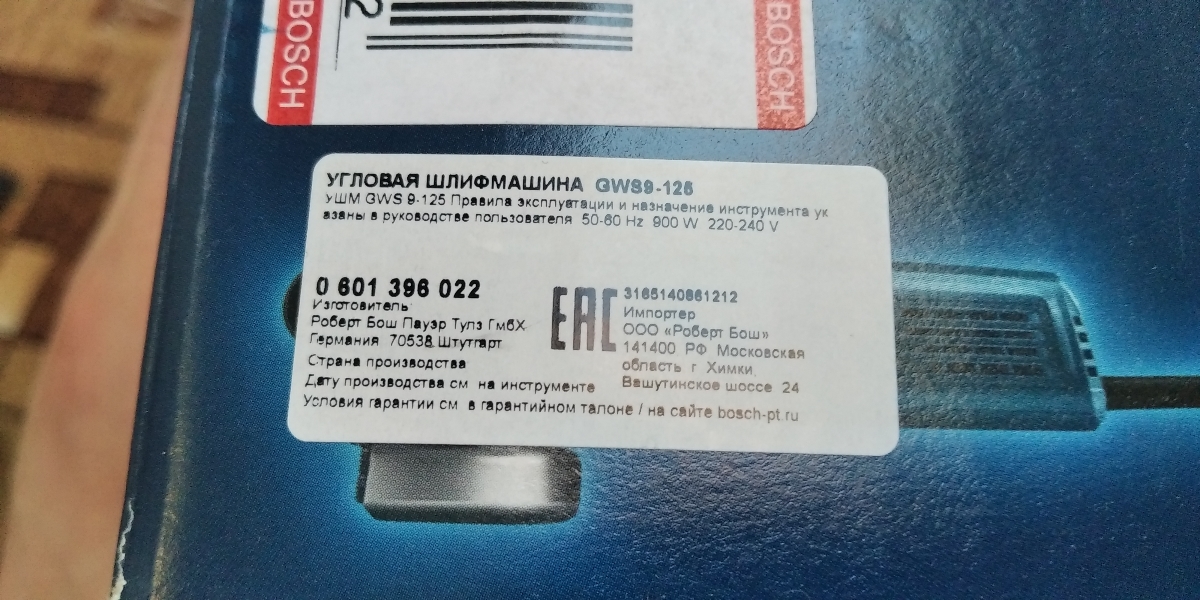 BOSCH
2
BOSCH
УГЛОВАЯ ШЛИФМАШИНА GWS9-125
УШМ GWS 9-125 Правила эксплуатации и назначение инструмента ук
азаны в руководстве пользователя 50-60 Hz 900 W 220-240 V
0 601 396 022
Изготовитель:
Роберт Бош Пауэр Тулз ГмбХ
Германия 70538 Штутгарт
Страна производства
Дату производства см на инструменте
Условия гарантии см в гарантийном талоне / на сайте bosch-pt.ru
EAC
3165140861212
Импортер
ООО «Роберт Бош»
141400 РФ Московская
область г Химки
Вашутинское шоссе 24